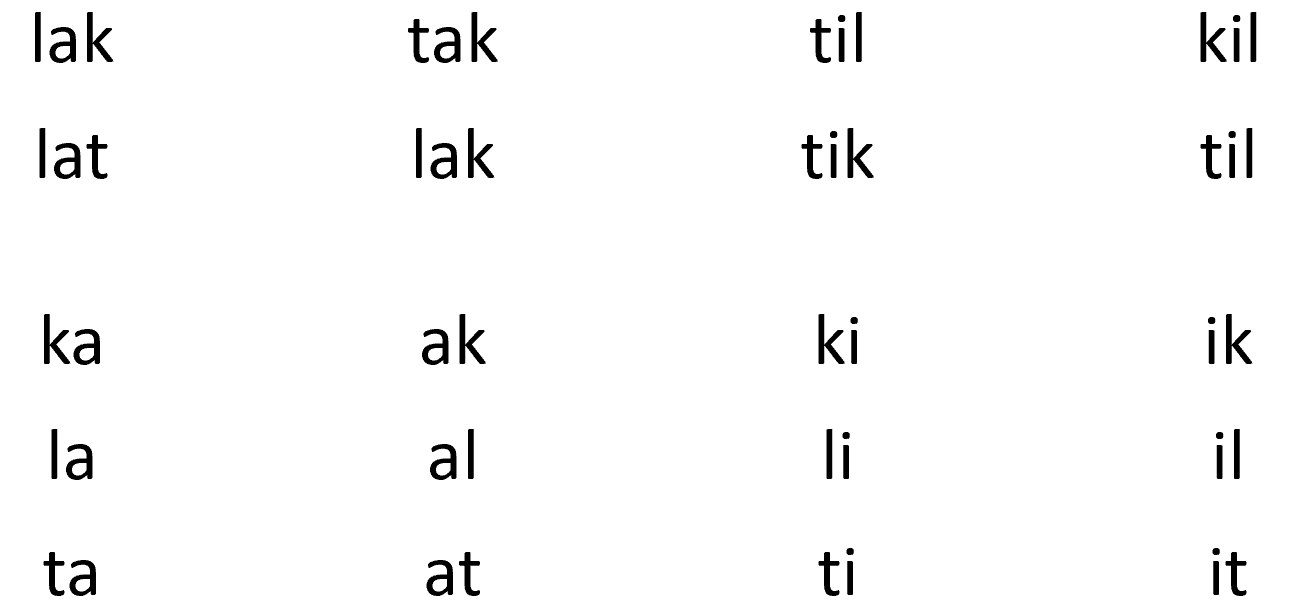 lak tak til kil
lat lak tik til
ka ak ki ik
la al li il
ta at ti it